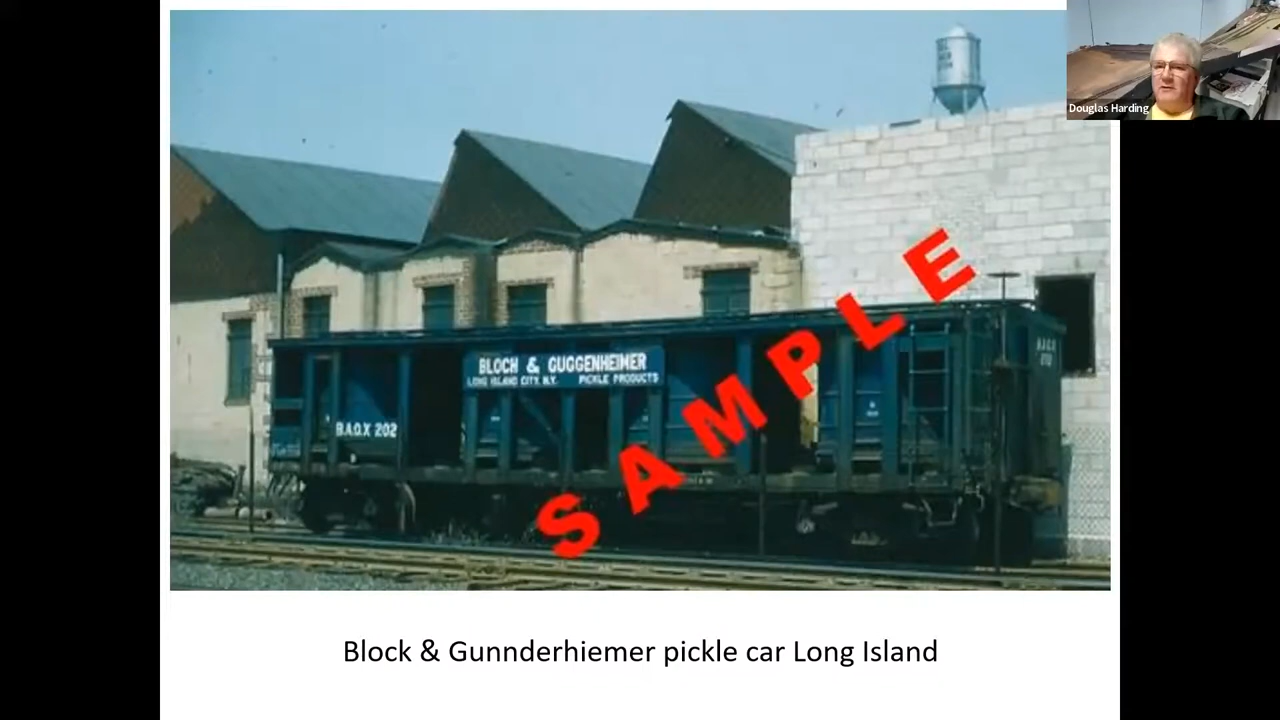 Douglas Harding
BLOCH & GUGGENHEIMER
LONG ISLAND CITY, N.Y. PICKLE PRODUCTS
B.A.G.X 202
SAMPLE
Block & Gunnderhiemer pickle car Long Island